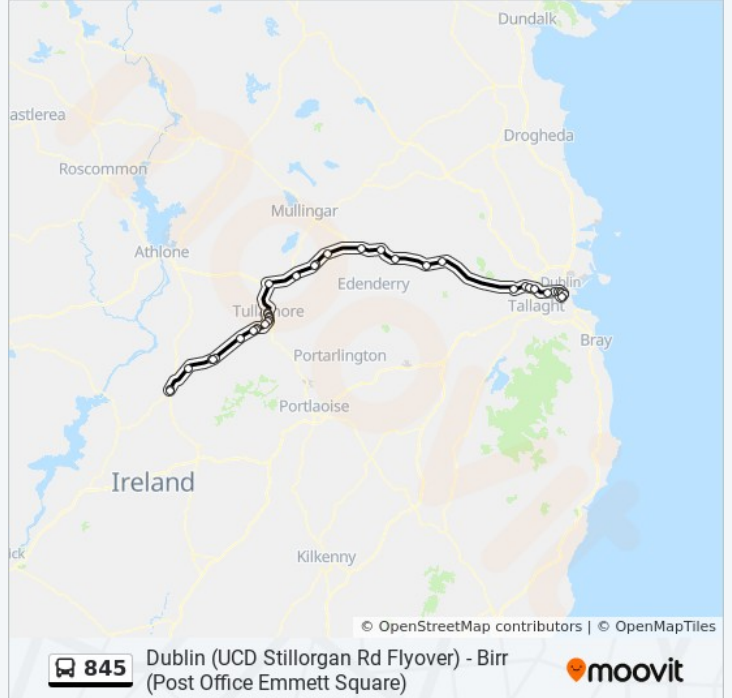 Dundalk
Drogheda
astlerea
Roscommon
Mullingar
Athlone
Edenderry
Dublin
Tullamore
Tallaght
Bray
Portarlington
Portlaoise
Ireland
Kilkenny
ick
© OpenStreetMap contributors | © OpenMapTiles
845
Dublin (UCD Stillorgan Rd Flyover) - Birr
(Post Office Emmett Square)
moovit